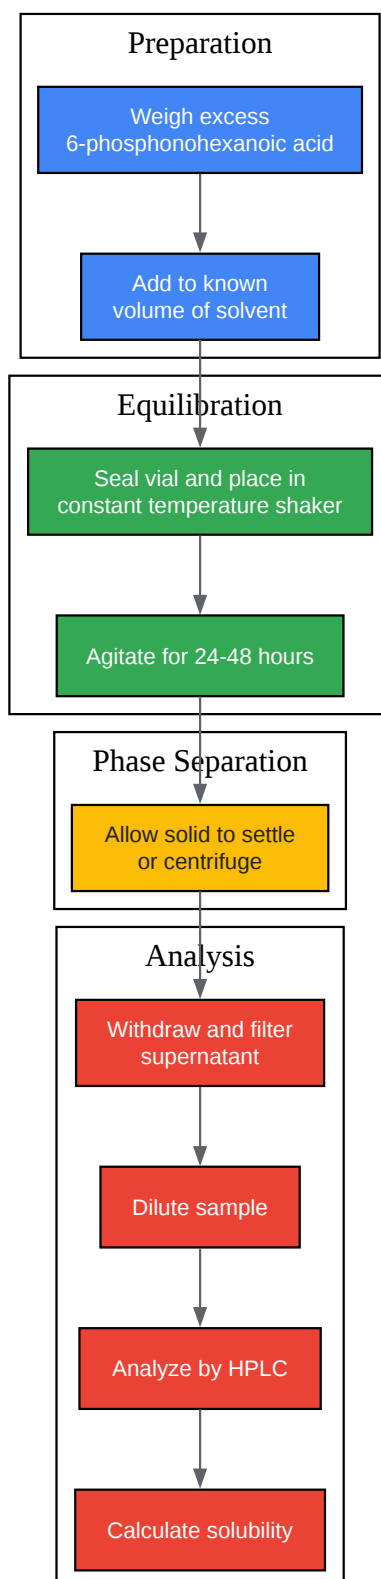 Preparation
Weigh excess
6-phosphonohexanoic acid
Add to known
volume of solvent
Equilibration
Seal vial and place in
constant temperature shaker
Agitate for 24-48 hours
Phase Separation
Allow solid to settle
or centrifuge
Analysis
Withdraw and filter
supernatant
Dilute sample
Analyze by HPLC
Calculate solubility